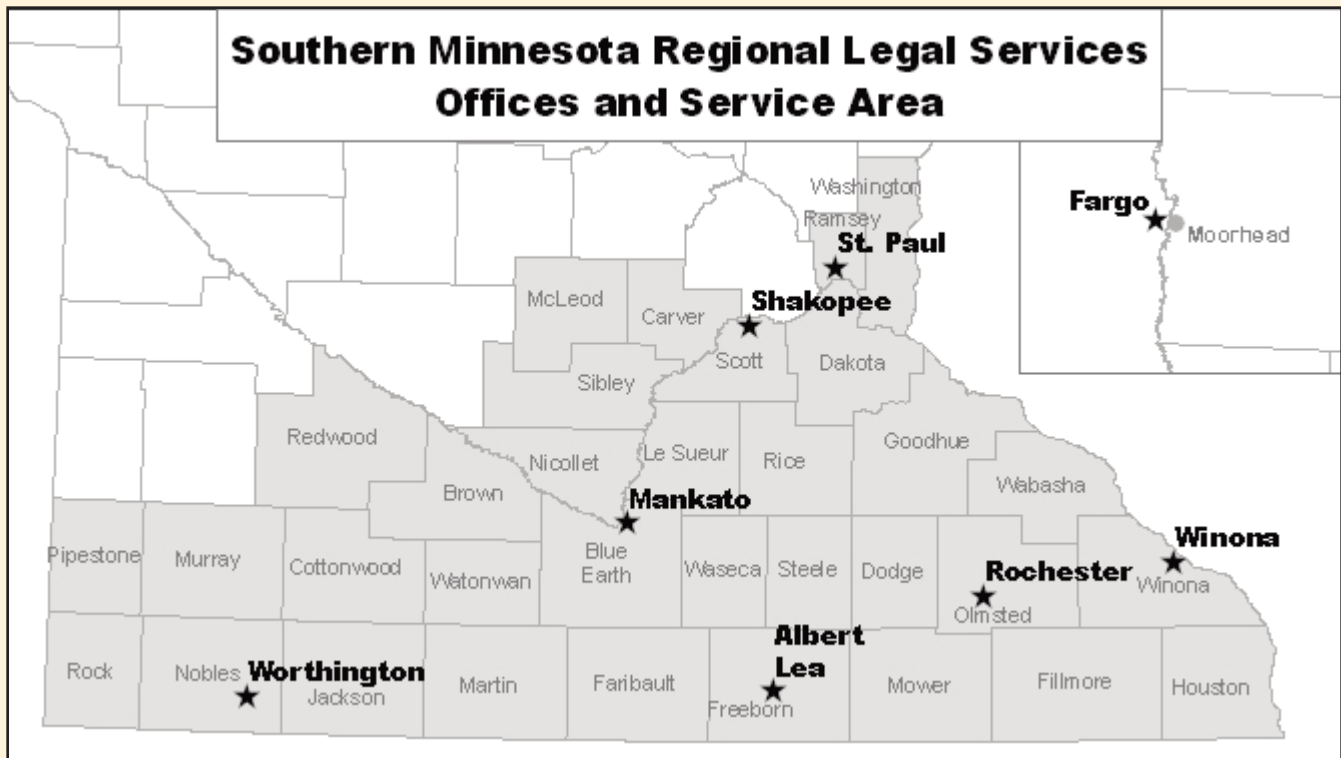 Southern Minnesota Regional Legal Services
Offices and Service Area
Washington
Ramsey
Fargo
Moorhead
St. Paul
McLeod
Shakopee
Carver
Scott
Dakota
Sibley
Redwood
Goodhue
Le Sueur
Rice
Nicollet
Brown
Wabasha
Mankato
Winona
Pipestone
Murray
Cottonwood
Watonwan
Blue
Earth
Waseca
Steele
Dodge
Rochester
Winona
Olmsted
Albert
Lea
Rock
Nobles
Worthington
Jackson
Martin
Faribault
Freeborn
Mower
Fillmore
Houston